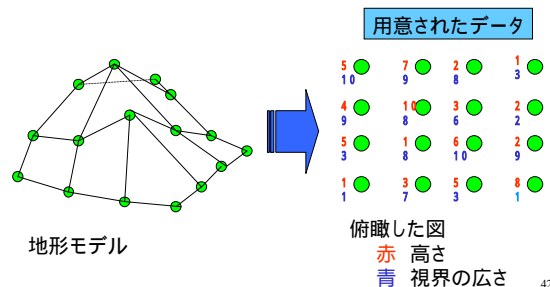 用意されたデータ
5 7 2 1
10 9 8 3
4 10 3 2
9 8 6 2
5 1 6 2
3 8 10 9
1 3 5 8
1 7 3 1
地形モデル
俯瞰した図
赤 高さ
青 視界の広さ